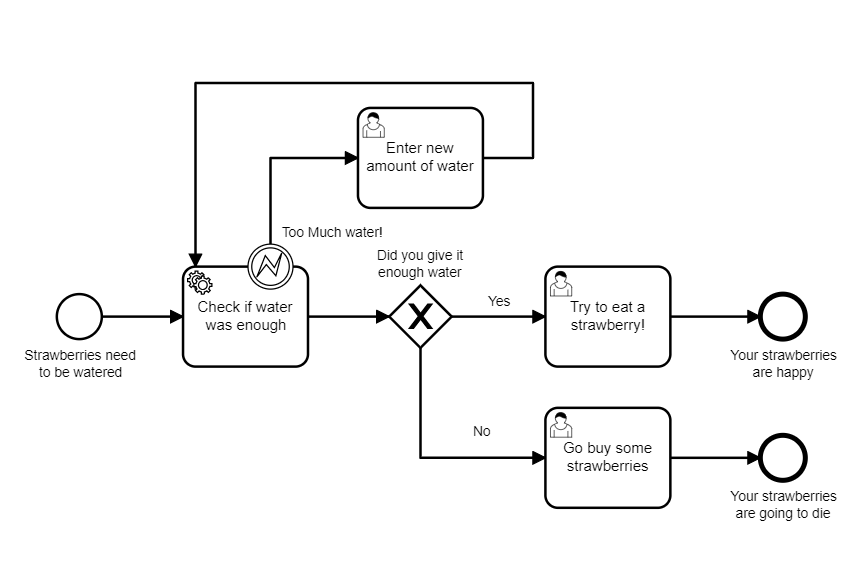 Enter new
amount of water
Too Much water!
Did you give it
enough water
Check if water
was enough
Yes
Try to eat a
strawberry!
Strawberries need
to be watered
Your strawberries
are happy
No
Go buy some
strawberries
Your strawberries
are going to die